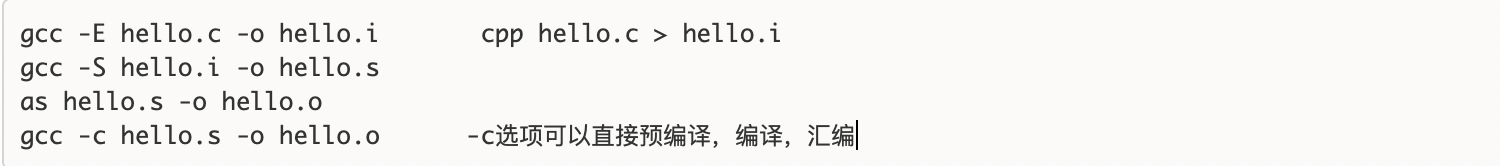 gcc -E hello.c -o hello.i       cpp hello.c > hello.i
gcc -S hello.i -o hello.s
as hello.s -o hello.o
gcc -c hello.s -o hello.o      -c选项可以直接预编译，编译，汇编